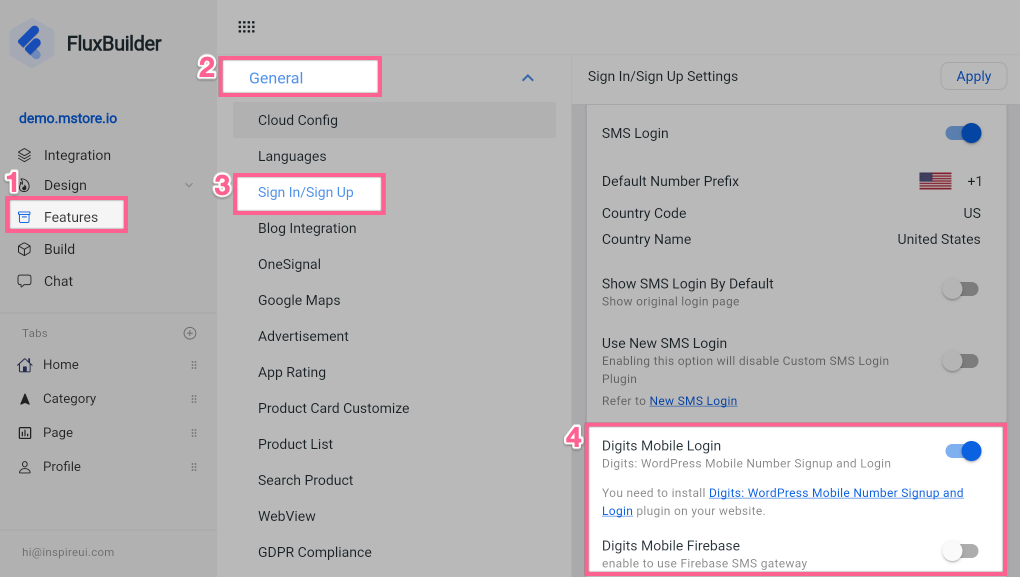 FluxBuilder
demo.mstore.io
Integration
1
Design
Features
Build
Chat
Tabs
Home
Category
Page
Profile
hi@inspireui.com
2
General
Cloud Config
Languages
3
Sign In/Sign Up
Blog Integration
OneSignal
Google Maps
Advertisement
App Rating
Product Card Customize
Product List
Search Product
WebView
GDPR Compliance
Sign In/Sign Up Settings
Apply
SMS Login
Default Number Prefix +1
Country Code US
Country Name United States
Show SMS Login By Default
Show original login page
Use New SMS Login
Enabling this option will disable Custom SMS Login
Plugin
Refer to New SMS Login
4
Digits Mobile Login
Digits: WordPress Mobile Number Signup and Login
You need to install Digits: WordPress Mobile Number Signup and
Login plugin on your website.
Digits Mobile Firebase
enable to use Firebase SMS gateway